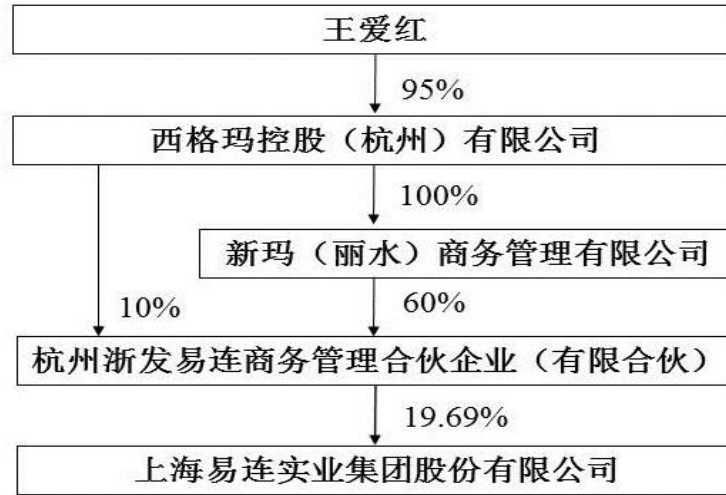 王爱红
95%
西格玛控股（杭州）有限公司
100%
新玛（丽水）商务管理有限公司
10%
60%
杭州浙发易连商务管理合伙企业（有限合伙）
19.69%
上海易连实业集团股份有限公司